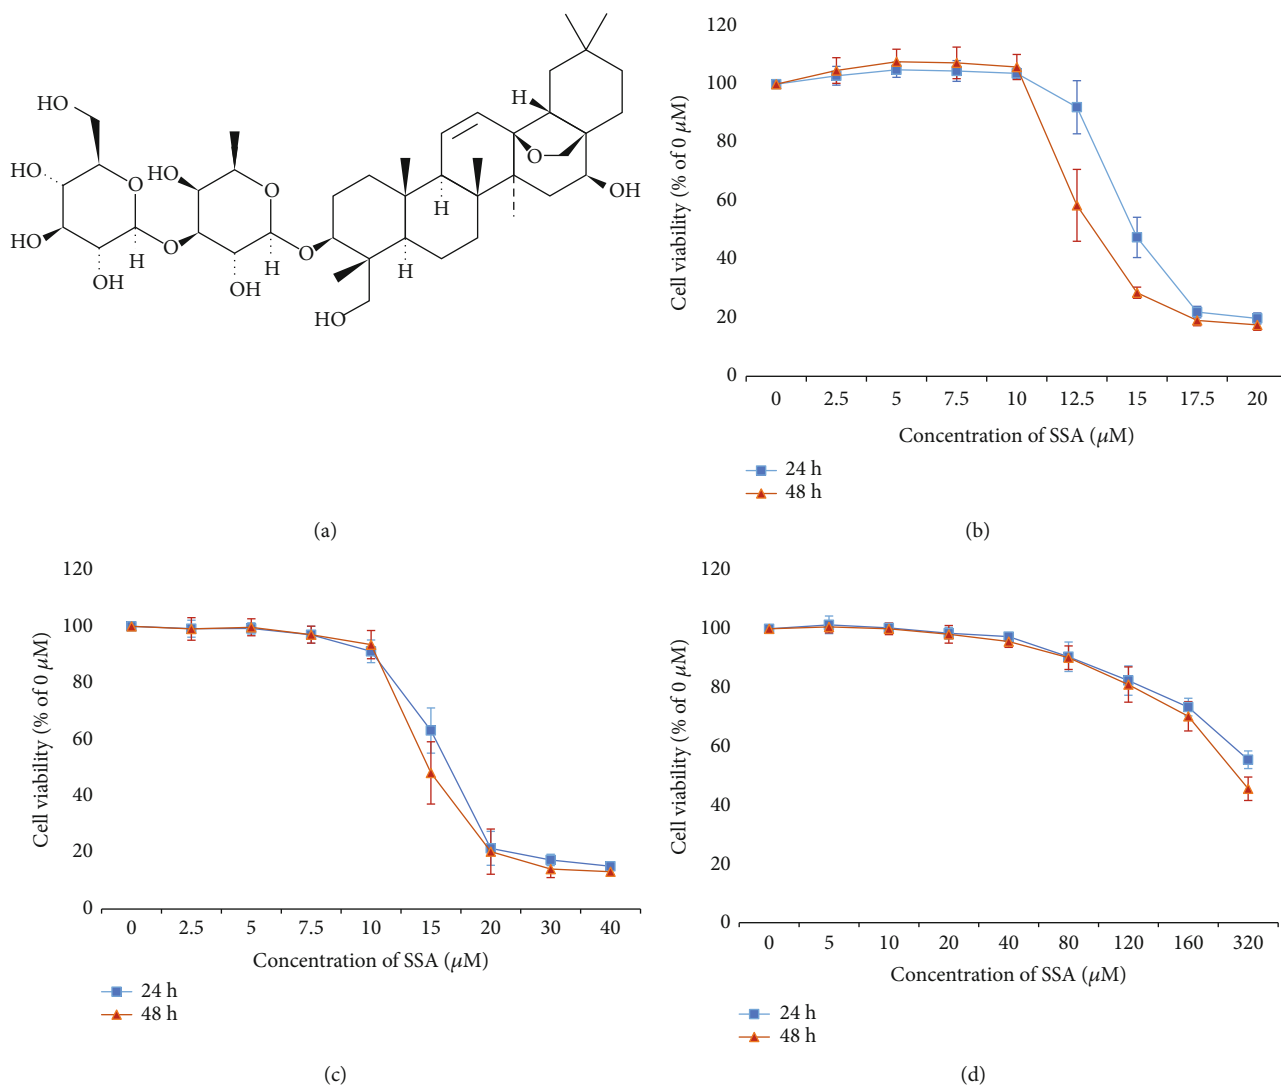 HO
HO
HO
OH
OH
O
O
HO
O
H
OH
H
O
H
H
H
O
OH
HO
(a)
Cell viability (% of 0 μM)
120
100
80
60
40
20
0
0 2.5 5 7.5 10 12.5 15 17.5 20
Concentration of SSA (μM)
24 h
48 h
(b)
Cell viability (% of 0 μM)
120
100
80
60
40
20
0
0 2.5 5 7.5 10 15 20 30 40
Concentration of SSA (μM)
24 h
48 h
(c)
Cell viability (% of 0 μM)
120
100
80
60
40
20
0
0 5 10 20 40 80 120 160 320
Concentration of SSA (μM)
24 h
48 h
(d)